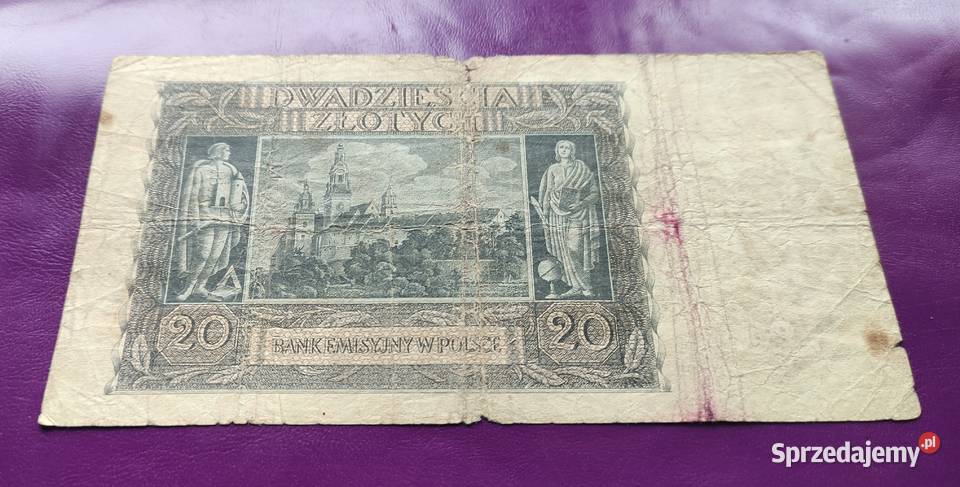 DWADZIEŚCIA
ZŁOTYCH
20
20
BANK EMISYJNY W POLSCE
Sprzedajemy.pl